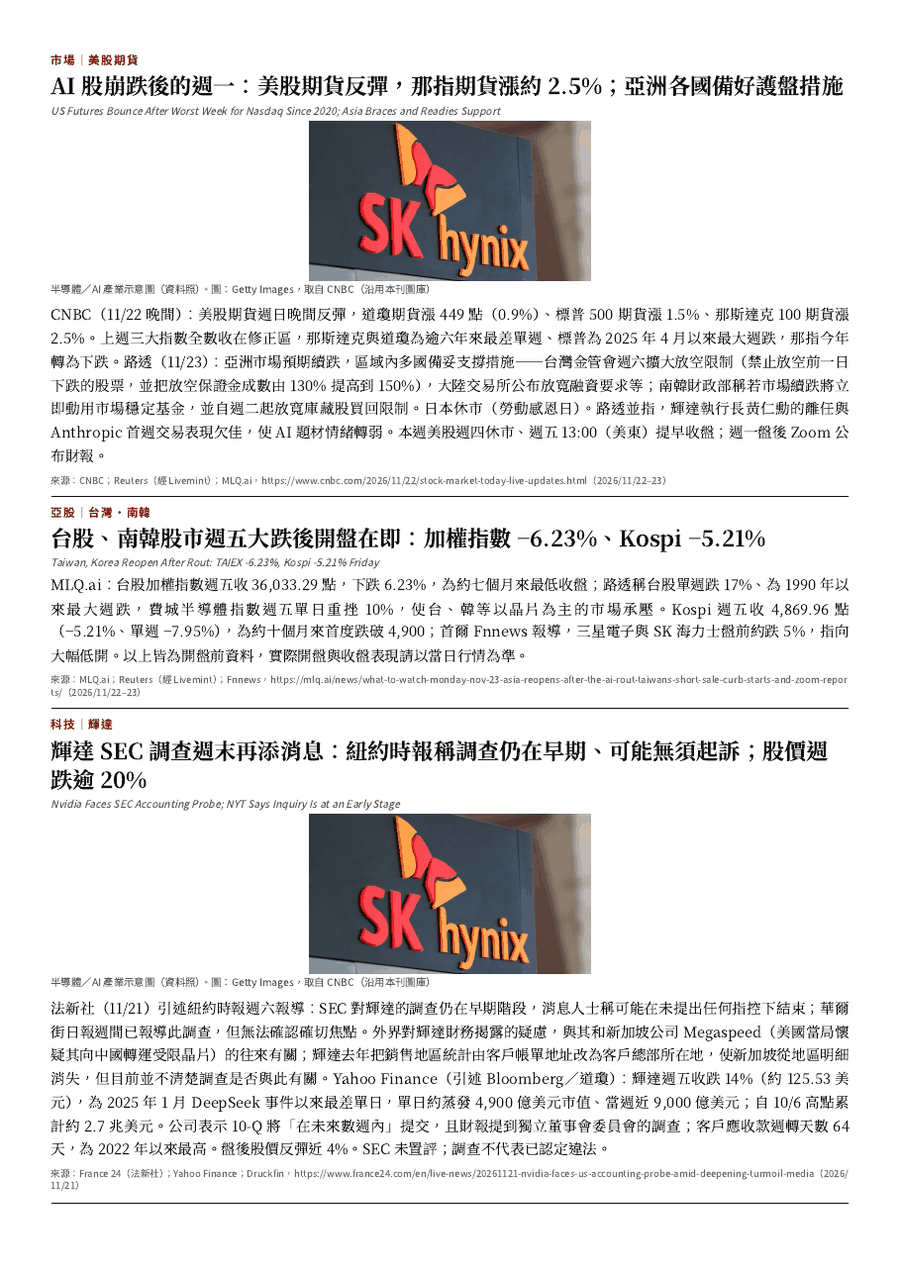 市場｜美股期貨
AI 股崩跌後的週一：美股期貨反彈，那指期貨漲約 2.5%；亞洲各國備好護盤措施
US Futures Bounce After Worst Week for Nasdaq Since 2020; Asia Braces and Readies Support
SK hynix
半導體／AI 產業示意圖（資料照）。圖：Getty Images，取自 CNBC（沿用本刊圖庫）
CNBC（11/22 晚間）：美股期貨週日晚間反彈，道瓊期貨漲 449 點（0.9%）、標普 500 期貨漲 1.5%、那斯達克 100 期貨漲
2.5%。上週三大指數全數收在修正區，那斯達克與道瓊為逾六年來最差單週、標普為 2025 年 4 月以來最大週跌，那指今年
轉為下跌。路透（11/23）：亞洲市場預期續跌，區域內多國備妥支撐措施——台灣金管會週六擴大放空限制（禁止放空前一日
下跌的股票，並把放空保證金成數由 130% 提高到 150%），大陸交易所公布放寬融資要求等；南韓財政部稱若市場續跌將立
即動用市場穩定基金，並自週二起放寬庫藏股買回限制。日本休市（勞動感恩日）。路透並指，輝達執行長黃仁勳的離任與
Anthropic 首週交易表現欠佳，使 AI 題材情緒轉弱。本週美股週四休市、週五 13:00（美東）提早收盤；週一盤後 Zoom 公
布財報。
來源：CNBC；Reuters（經 Livemint）；MLQ.ai，https://www.cnbc.com/2026/11/22/stock-market-today-live-updates.html（2026/11/22–23）
亞股｜台灣・南韓
台股、南韓股市週五大跌後開盤在即：加權指數 −6.23%、Kospi −5.21%
Taiwan, Korea Reopen After Rout: TAIEX -6.23%, Kospi -5.21% Friday
MLQ.ai：台股加權指數週五收 36,033.29 點，下跌 6.23%，為約七個月來最低收盤；路透稱台股單週跌 17%、為 1990 年以
來最大週跌，費城半導體指數週五單日重挫 10%，使台、韓等以晶片為主的市場承壓。Kospi 週五收 4,869.96 點
（−5.21%、單週 −7.95%），為約十個月來首度跌破 4,900；首爾 Fnnews 報導，三星電子與 SK 海力士盤前約跌 5%，指向
大幅低開。以上皆為開盤前資料，實際開盤與收盤表現請以當日行情為準。
來源：MLQ.ai；Reuters（經 Livemint）；Fnnews，https://mlq.ai/news/what-to-watch-monday-nov-23-asia-reopens-after-the-ai-rout-taiwans-short-sale-curb-starts-and-zoom-repor
ts/（2026/11/22–23）
科技｜輝達
輝達 SEC 調查週末再添消息：紐約時報稱調查仍在早期、可能無須起訴；股價週
跌逾 20%
Nvidia Faces SEC Accounting Probe; NYT Says Inquiry Is at an Early Stage
SK hynix
半導體／AI 產業示意圖（資料照）。圖：Getty Images，取自 CNBC（沿用本刊圖庫）
法新社（11/21）引述紐約時報週六報導：SEC 對輝達的調查仍在早期階段，消息人士稱可能在未提出任何指控下結束；華爾
街日報週間已報導此調查，但無法確認確切焦點。外界對輝達財務揭露的疑慮，與其和新加坡公司 Megaspeed（美國當局懷
疑其向中國轉運受限晶片）的往來有關；輝達去年把銷售地區統計由客戶帳單地址改為客戶總部所在地，使新加坡從地區明細
消失，但目前並不清楚調查是否與此有關。Yahoo Finance（引述 Bloomberg／道瓊）：輝達週五收跌 14%（約 125.53 美
元），為 2025 年 1 月 DeepSeek 事件以來最差單日，單日約蒸發 4,900 億美元市值、當週近 9,000 億美元；自 10/6 高點累
計約 2.7 兆美元。公司表示 10-Q 將「在未來數週內」提交，且財報提到獨立董事會委員會的調查；客戶應收款週轉天數 64
天，為 2022 年以來最高。盤後股價反彈近 4%。SEC 未置評；調查不代表已認定違法。
來源：France 24（法新社）；Yahoo Finance；Druckfin，https://www.france24.com/en/live-news/20261121-nvidia-faces-us-accounting-probe-amid-deepening-turmoil-media（2026/
11/21）